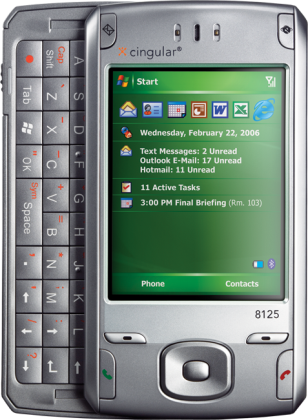 cingular®
Start
Wednesday, February 22, 2006
Text Messages: 2 Unread
Outlook E-Mail: 17 Unread
Hotmail: 11 Unread
11 Active Tasks
3:00 PM Final Briefing (Rm. 103)
Phone
Contacts
8125
Cap
Shift
A
Tab
Z
S
X
D
OK
C
F
Sym
Space
V
G
B
H
N
J
M
K
L